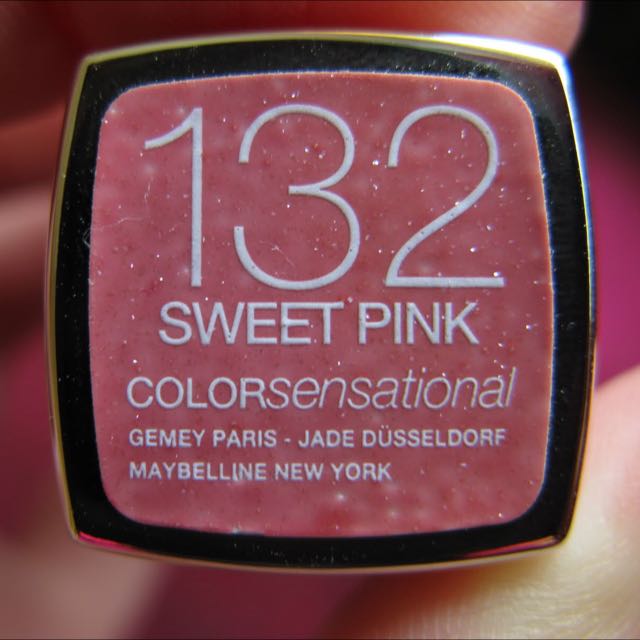 132
SWEET PINK
COLORsensational
GEMEY PARIS - JADE DÜSSELDORF
MAYBELLINE NEW YORK